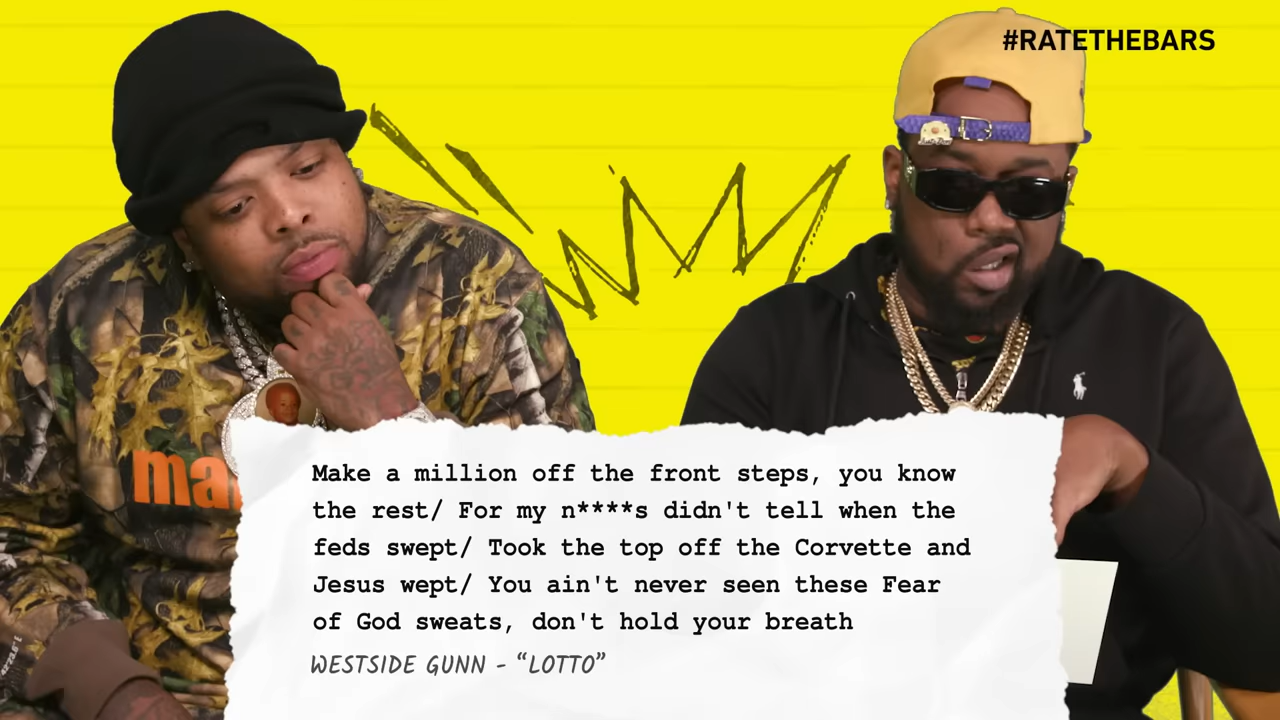 #RATETHEBARS
ma
Make a million off the front steps, you know
the rest/ For my n****s didn't tell when the
feds swept/ Took the top off the Corvette and
Jesus wept/ You ain't never seen these Fear
of God sweats, don't hold your breath
WESTSIDE GUNN - “LOTTO”